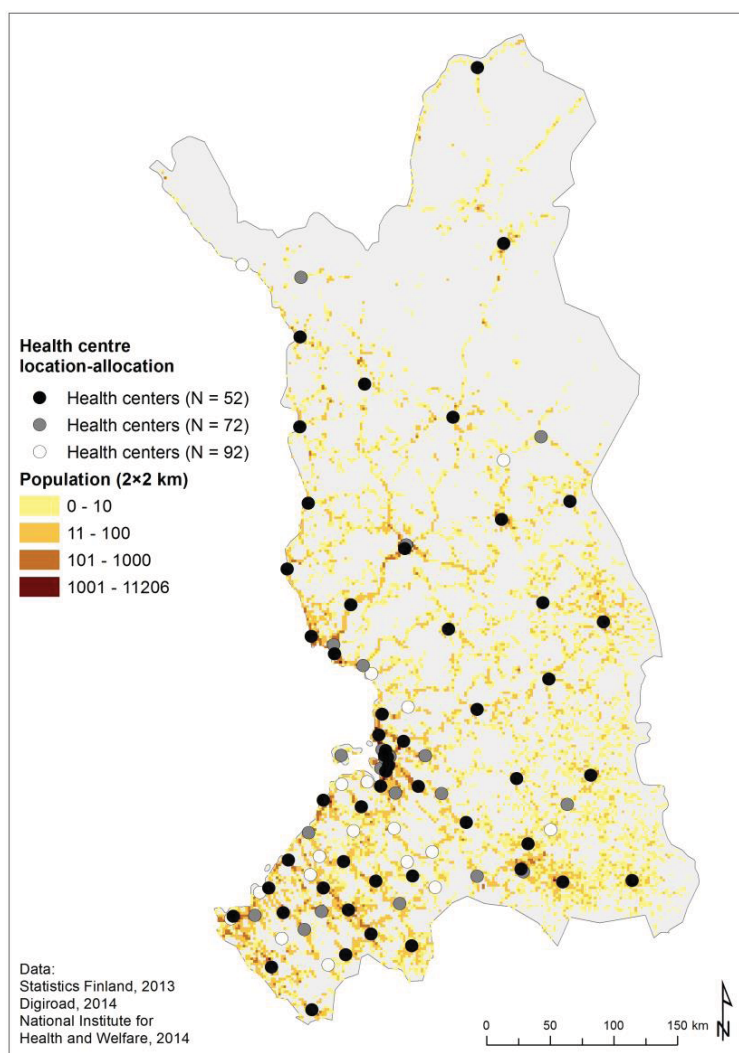 Health centre
location-allocation
Health centers (N = 52)
Health centers (N = 72)
Health centers (N = 92)
Population (2×2 km)
0 - 10
11 - 100
101 - 1000
1001 - 11206
Data:
Statistics Finland, 2013
Digiroad, 2014
National Institute for
Health and Welfare, 2014
N
0 50 100 150 km